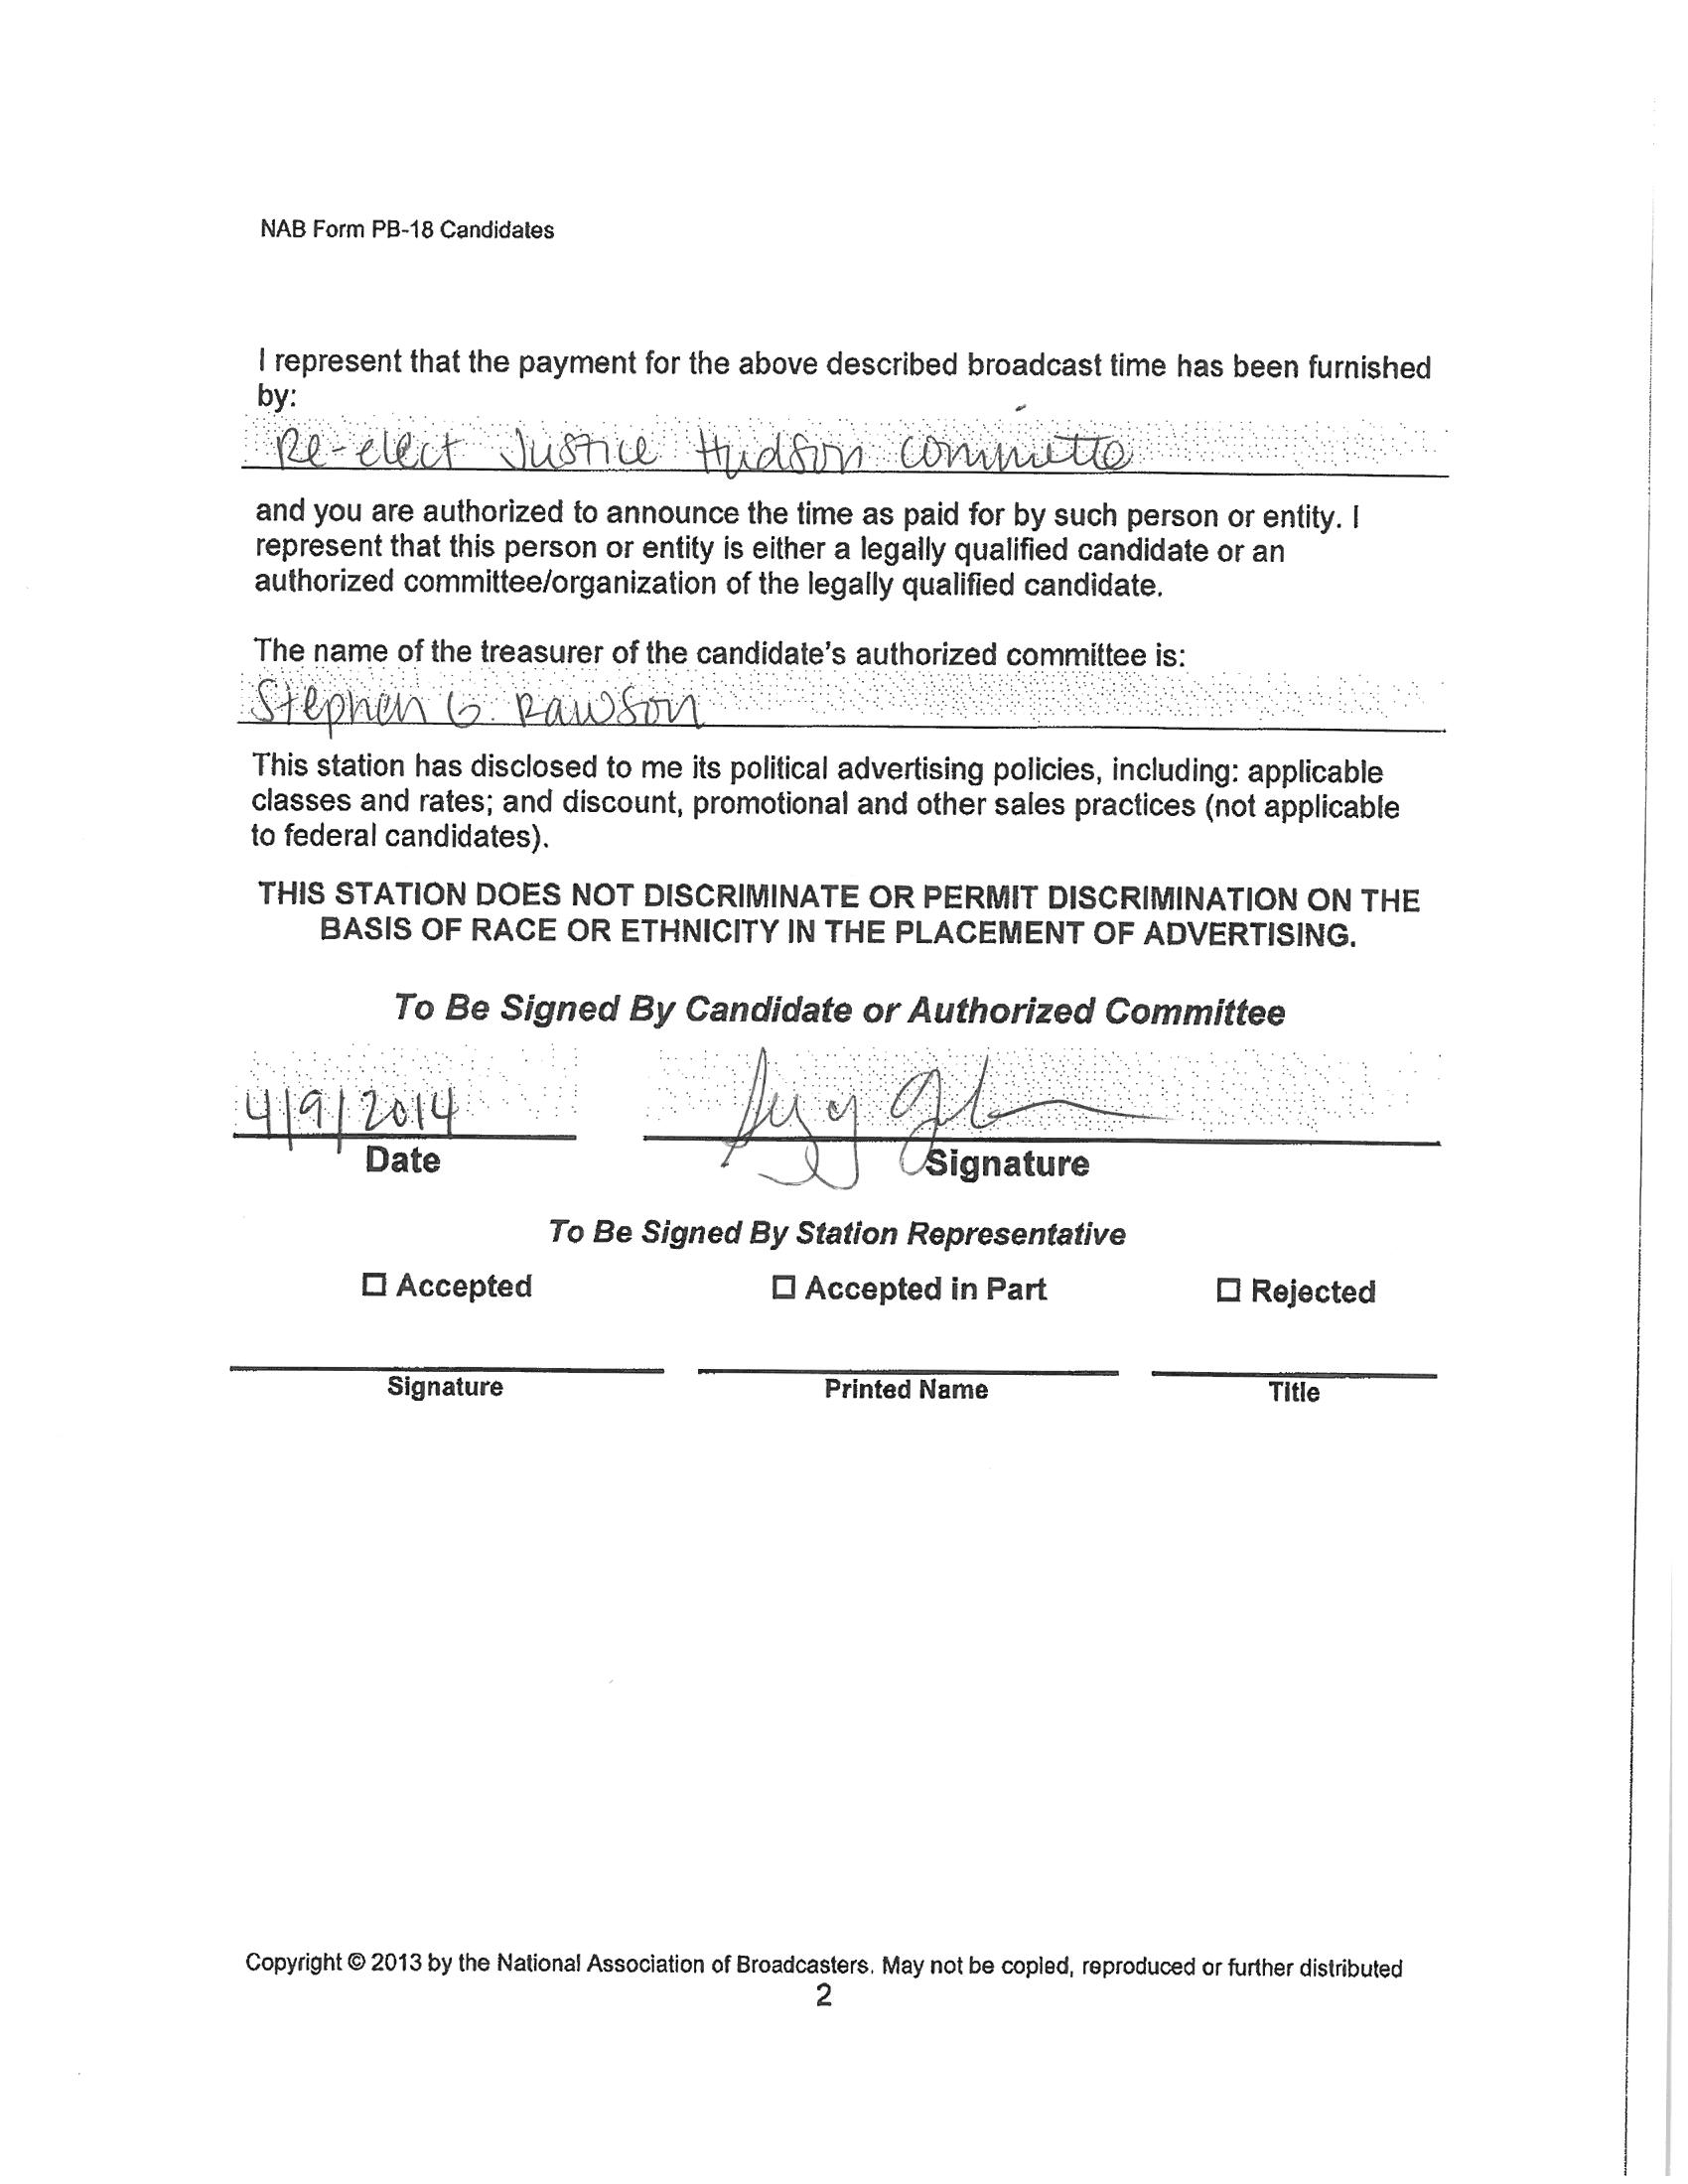 NAB Form PB-18 Candidates
I represent that the payment for the above described broadcast time has been furnished
by:
Re-elect Justice Hudson Committe
and you are authorized to announce the time as paid for by such person or entity. I
represent that this person or entity is either a legally qualified candidate or an
authorized committee/organization of the legally qualified candidate.
The name of the treasurer of the candidate's authorized committee is:
Stephen G. Rawson
This station has disclosed to me its political advertising policies, including: applicable
classes and rates; and discount, promotional and other sales practices (not applicable
to federal candidates).
THIS STATION DOES NOT DISCRIMINATE OR PERMIT DISCRIMINATION ON THE
BASIS OF RACE OR ETHNICITY IN THE PLACEMENT OF ADVERTISING.
To Be Signed By Candidate or Authorized Committee
4/9/2014
Date Signature
To Be Signed By Station Representative
☐ Accepted ☐ Accepted in Part ☐ Rejected
Signature Printed Name Title
Copyright © 2013 by the National Association of Broadcasters. May not be copied, reproduced or further distributed
2